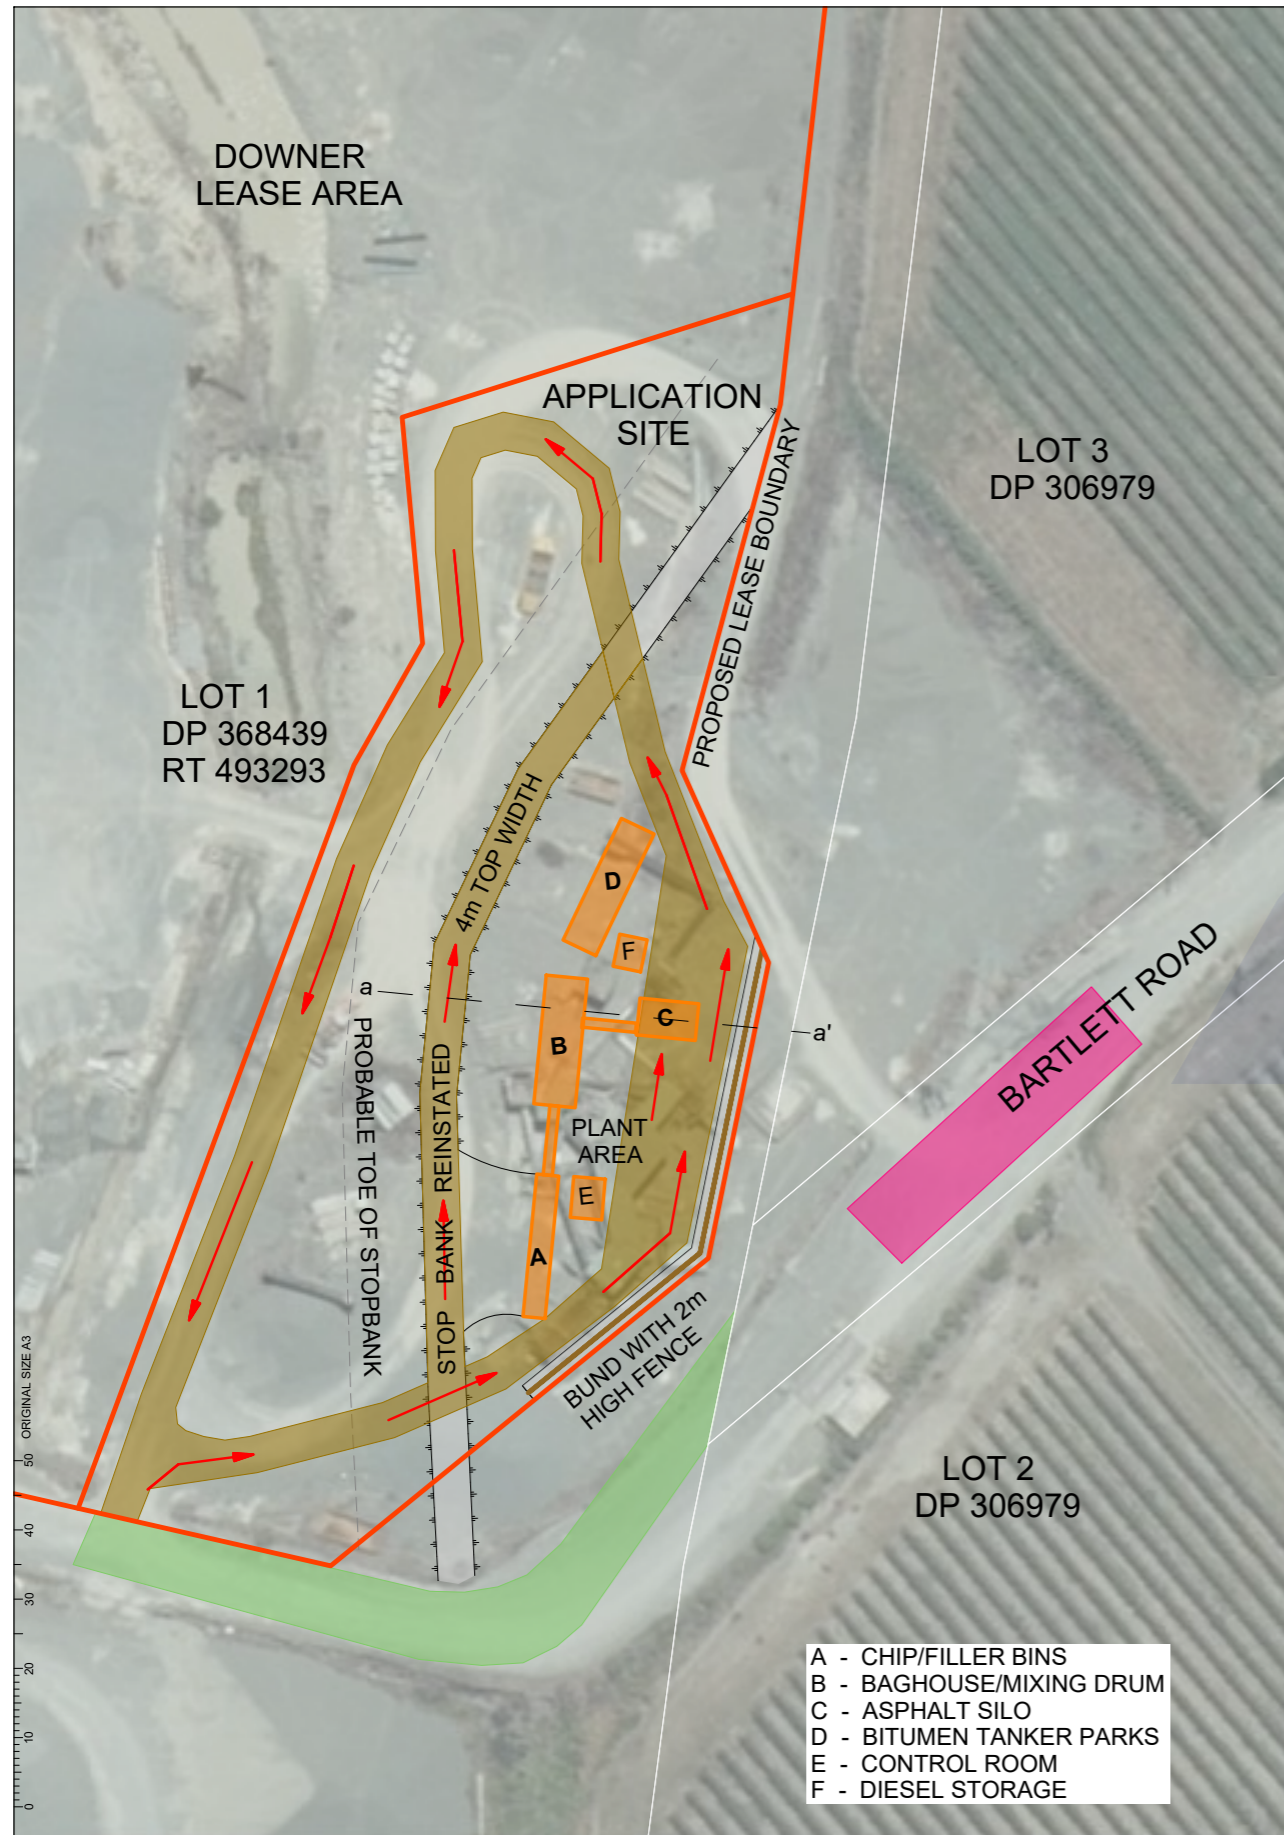 DOWNER
LEASE AREA
APPLICATION
SITE
LOT 3
DP 306979
PROPOSED LEASE BOUNDARY
LOT 1
DP 368439
RT 493293
4m TOP WIDTH
D
F
a
C
a'
B
BARTLETT ROAD
PROBABLE TOE OF STOPBANK
STOP BANK REINSTATED
PLANT
AREA
E
A
BUND WITH 2m
HIGH FENCE
ORIGINAL SIZE A3
50
40
30
20
10
0
LOT 2
DP 306979
A - CHIP/FILLER BINS
B - BAGHOUSE/MIXING DRUM
C - ASPHALT SILO
D - BITUMEN TANKER PARKS
E - CONTROL ROOM
F - DIESEL STORAGE